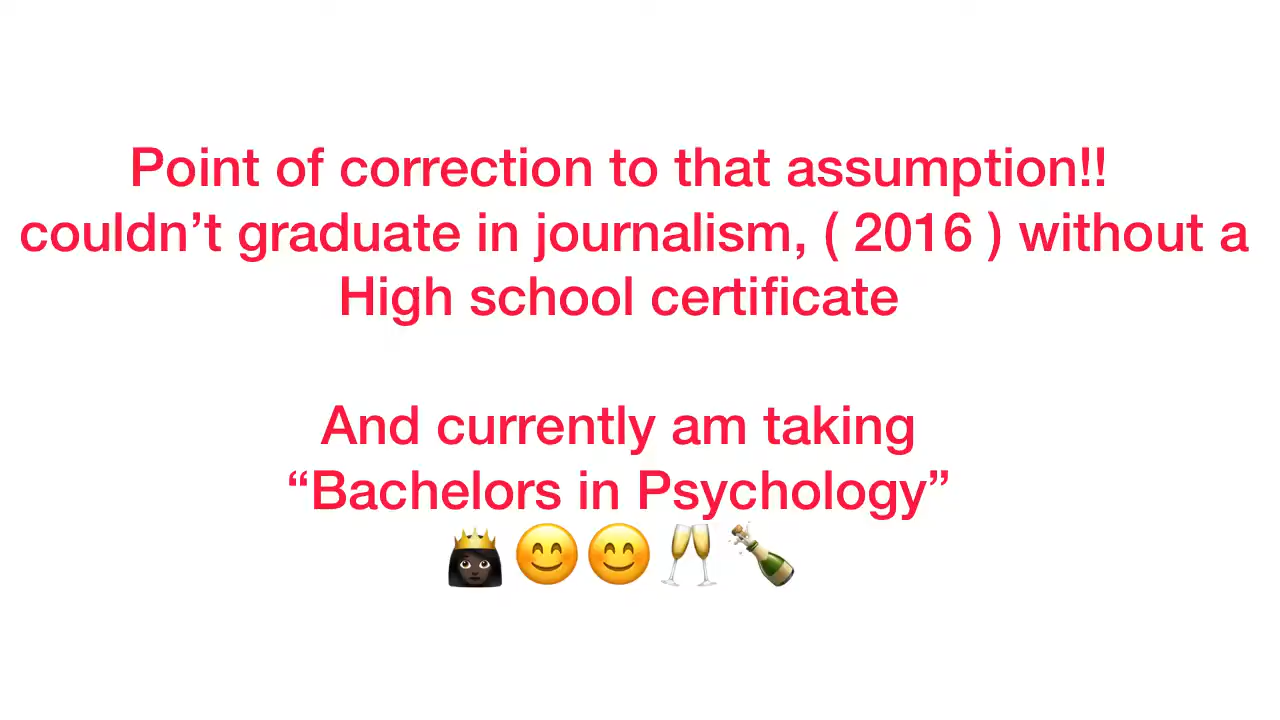 Point of correction to that assumption!!
couldn’t graduate in journalism, ( 2016 ) without a
High school certificate
And currently am taking
“Bachelors in Psychology”